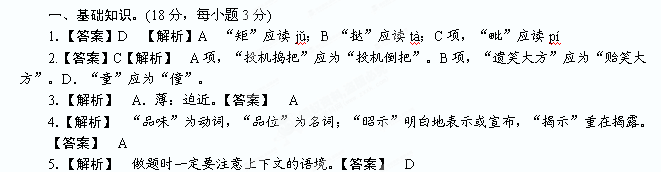 一、基础知识。(18分，每小题3分)
1.【答案】D 【解析】A “矩”应读jǔ；B “挞”应读tà；C项，“毗”应读pí
2.【答案】C【解析】 A项，“投机捣把”应为“投机倒把”。B项，“遗笑大方”应为“贻笑大
方”。D．“童”应为“僮”。
3.【解析】 A．薄：迫近。【答案】 A
4.【解析】 “品味”为动词，“品位”为名词；“昭示”明白地表示或宣布，“揭示”重在揭露。
【答案】 A
5.【解析】 做题时一定要注意上下文的语境。【答案】 D